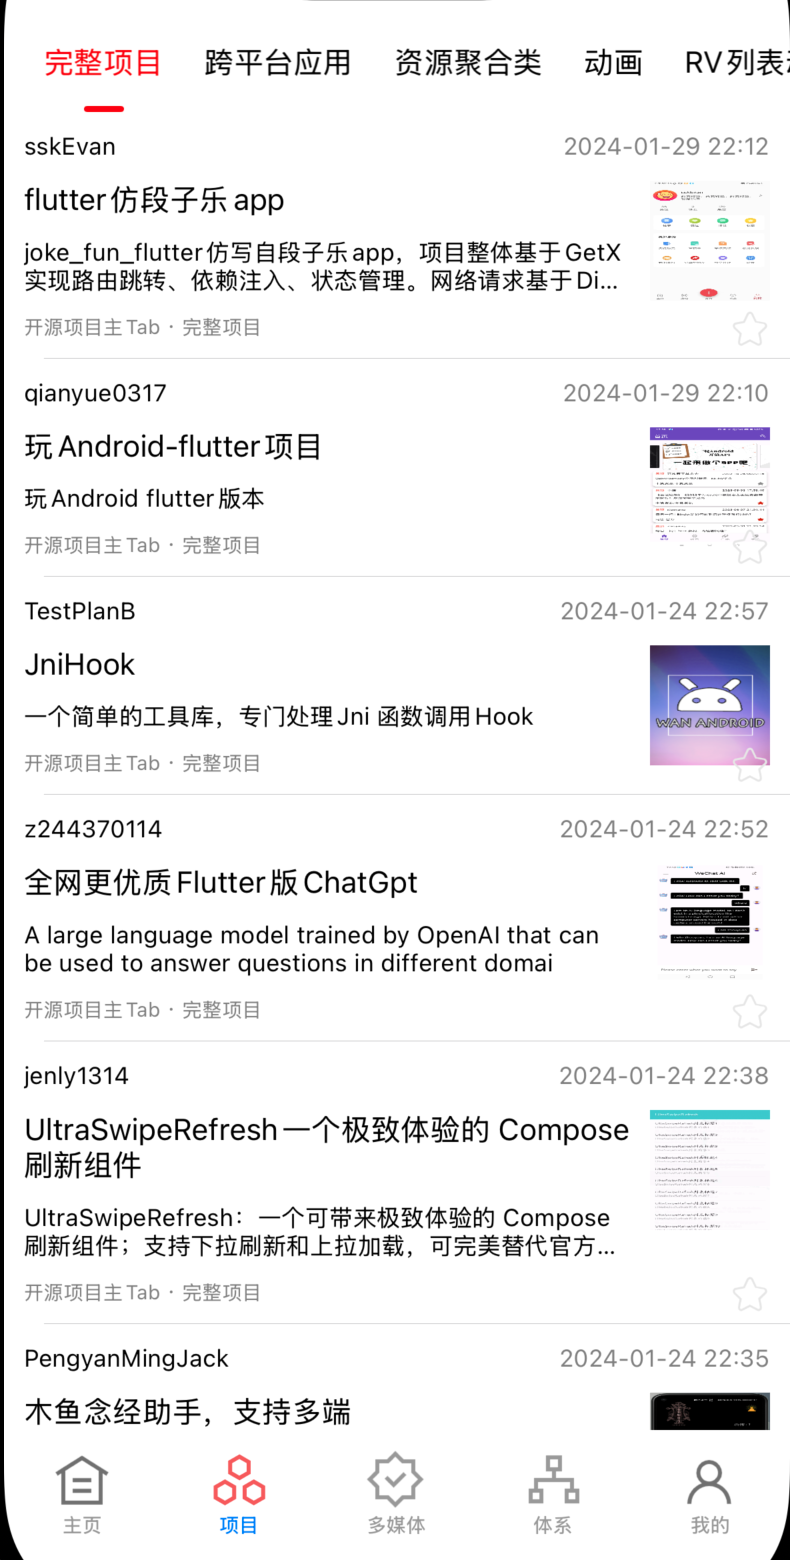 完整项目 跨平台应用 资源聚合类 动画 RV列表
sskEvan 2024-01-29 22:12
flutter仿段子乐app
joke_fun_flutter仿写自段子乐app，项目整体基于GetX
实现路由跳转、依赖注入、状态管理。网络请求基于Di...
开源项目主Tab · 完整项目
qianyue0317 2024-01-29 22:10
玩Android-flutter项目
玩Android flutter版本
开源项目主Tab · 完整项目
TestPlanB 2024-01-24 22:57
JniHook
一个简单的工具库，专门处理Jni 函数调用Hook
WAN ANDROID
开源项目主Tab · 完整项目
z244370114 2024-01-24 22:52
全网更优质Flutter版ChatGpt
WeChat AI
A large language model trained by OpenAI that can
be used to answer questions in different domai
开源项目主Tab · 完整项目
jenly1314 2024-01-24 22:38
UltraSwipeRefresh一个极致体验的 Compose
刷新组件
UltraSwipeRefresh：一个可带来极致体验的 Compose
刷新组件；支持下拉刷新和上拉加载，可完美替代官方...
开源项目主Tab · 完整项目
PengyanMingJack 2024-01-24 22:35
木鱼念经助手，支持多端
主页 项目 多媒体 体系 我的